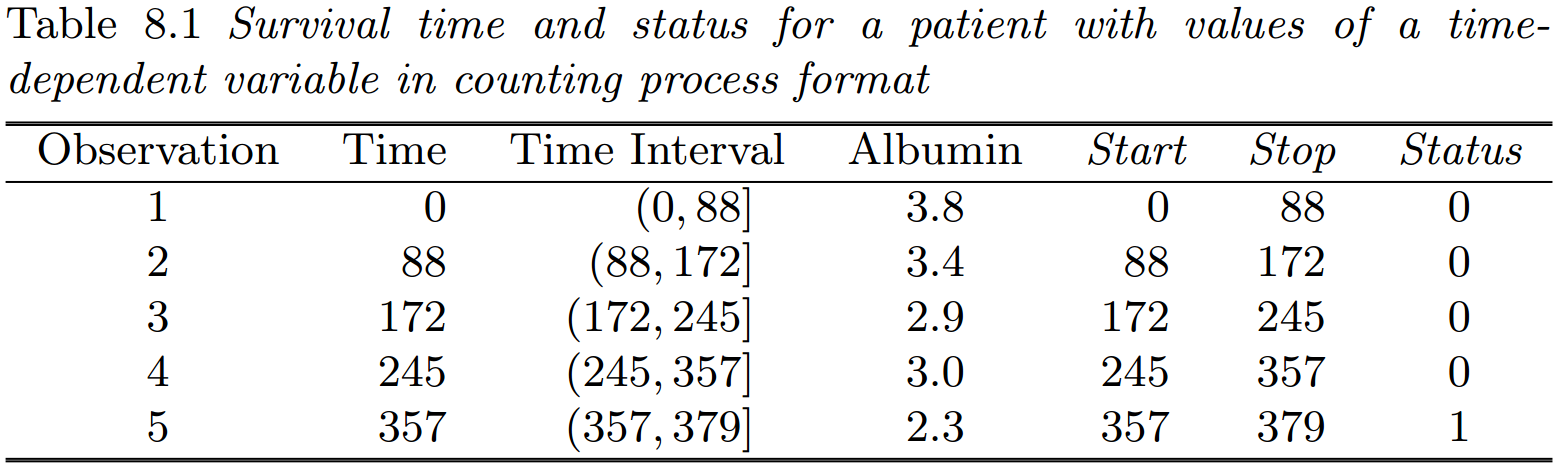 Table 8.1 Survival time and status for a patient with values of a time-
dependent variable in counting process format
Observation Time Time Interval Albumin Start Stop Status
1 0 (0, 88] 3.8 0 88 0
2 88 (88, 172] 3.4 88 172 0
3 172 (172, 245] 2.9 172 245 0
4 245 (245, 357] 3.0 245 357 0
5 357 (357, 379] 2.3 357 379 1